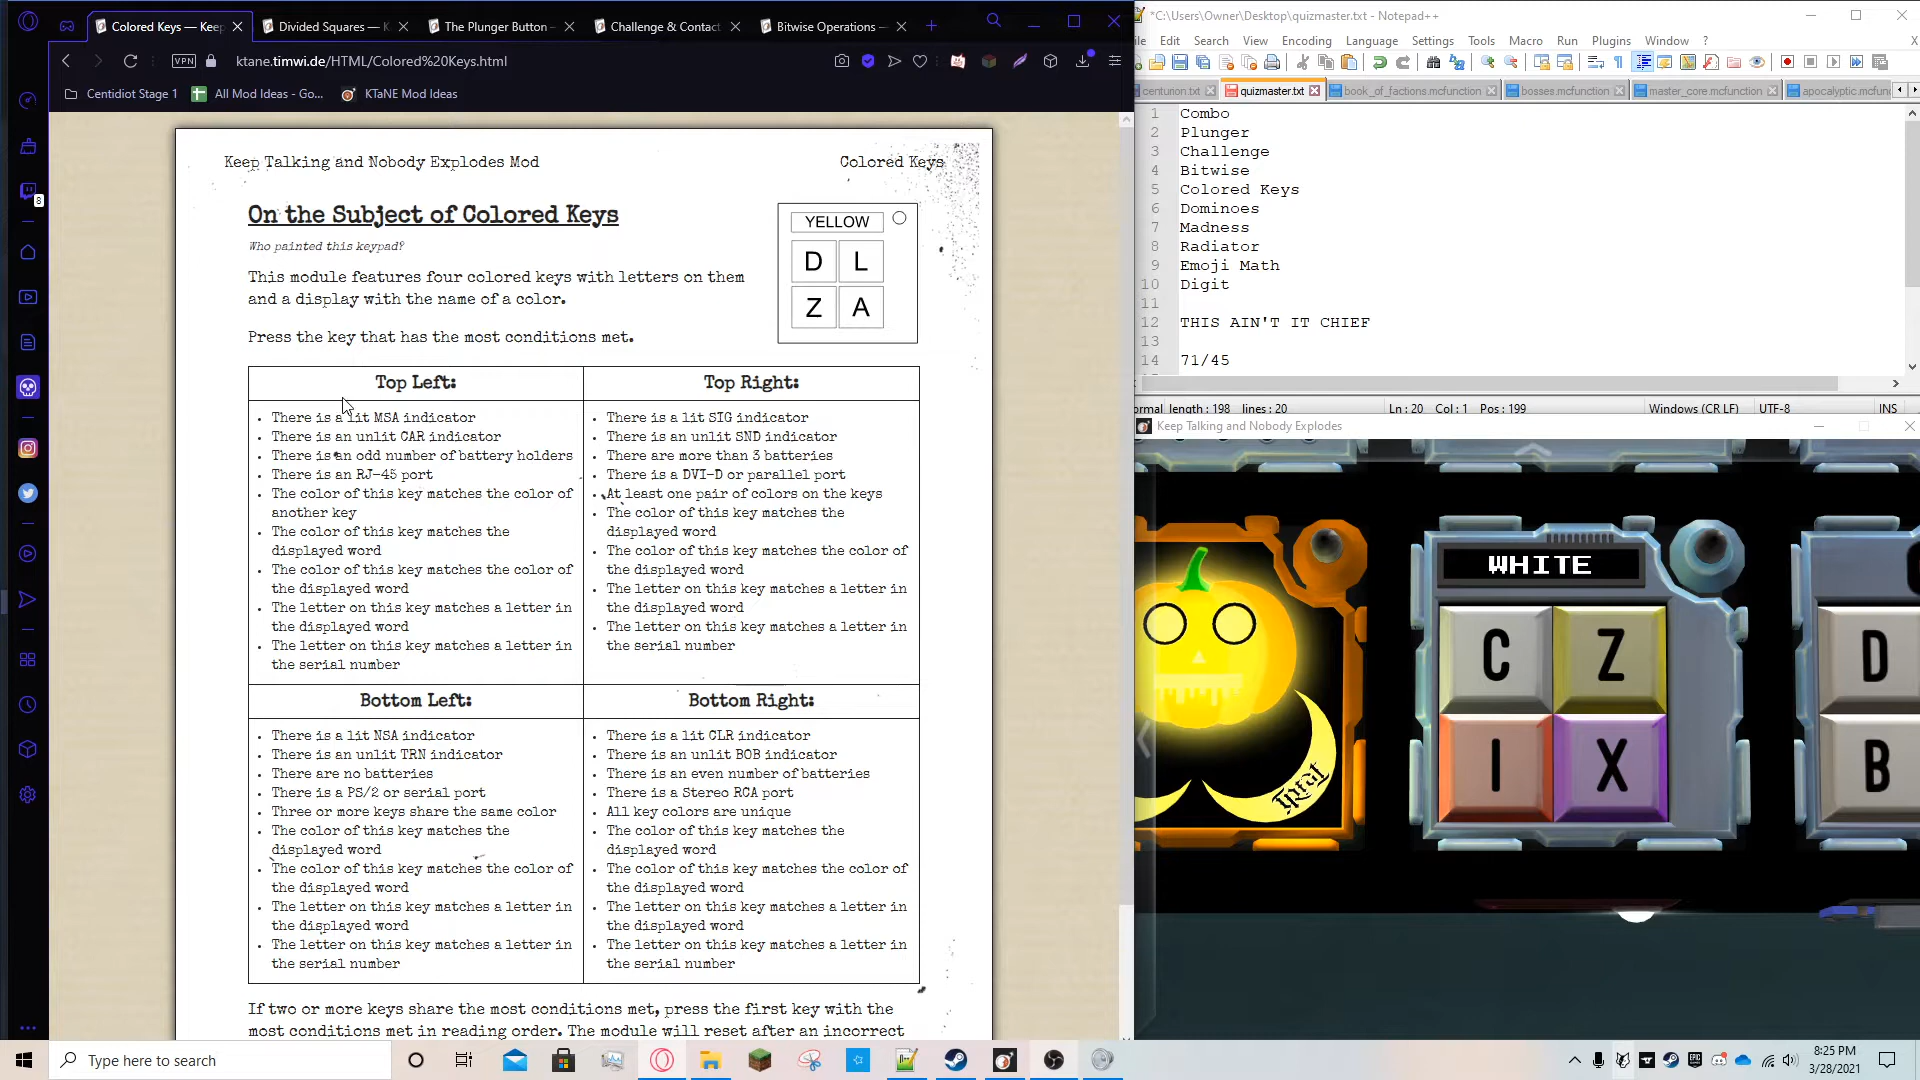 Colored Keys — Keep
Divided Squares — K
The Plunger Button —
Challenge & Contact
Bitwise Operations —
VPN
ktane.timwi.de/HTML/Colored%20Keys.html
Centidiot Stage 1
All Mod Ideas - Go...
KTaNE Mod Ideas
8
Keep Talking and Nobody Explodes Mod
Colored Keys
On the Subject of Colored Keys
Who painted this keypad?
This module features four colored keys with letters on them
and a display with the name of a color.
Press the key that has the most conditions met.
YELLOW
D L
Z A
Top Left:
There is a lit MSA indicator
There is an unlit CAR indicator
There is an odd number of battery holders
There is an RJ-45 port
The color of this key matches the color of
another key
The color of this key matches the
displayed word
The color of this key matches the color of
the displayed word
The letter on this key matches a letter in
the displayed word
The letter on this key matches a letter in
the serial number
Top Right:
There is a lit SIG indicator
There is an unlit SND indicator
There are more than 3 batteries
There is a DVI-D or parallel port
At least one pair of colors on the keys
The color of this key matches the
displayed word
The color of this key matches the color of
the displayed word
The letter on this key matches a letter in
the displayed word
The letter on this key matches a letter in
the serial number
Bottom Left:
There is a lit NSA indicator
There is an unlit TRN indicator
There are no batteries
There is a PS/2 or serial port
Three or more keys share the same color
The color of this key matches the
displayed word
The color of this key matches the color of
the displayed word
The letter on this key matches a letter in
the displayed word
The letter on this key matches a letter in
the serial number
Bottom Right:
There is a lit CLR indicator
There is an unlit BOB indicator
There is an even number of batteries
There is a Stereo RCA port
All key colors are unique
The color of this key matches the
displayed word
The color of this key matches the color of
the displayed word
The letter on this key matches a letter in
the displayed word
The letter on this key matches a letter in
the serial number
If two or more keys share the most conditions met, press the first key with the
most conditions met in reading order. The module will reset after an incorrect
*C:\Users\Owner\Desktop\quizmaster.txt - Notepad++
ile Edit Search View Encoding Language Settings Tools Macro Run Plugins Window ? X
centurion.txt quizmaster.txt book_of_factions.mcfunction bosses.mcfunction master_core.mcfunction apocalyptic.mcfun
1 Combo
2 Plunger
3 Challenge
4 Bitwise
5 Colored Keys
6 Dominoes
7 Madness
8 Radiator
9 Emoji Math
10 Digit
11
12 THIS AIN'T IT CHIEF
13
14 71/45
ormal length : 198 lines : 20 Ln : 20 Col : 1 Pos : 199 Windows (CR LF) UTF-8 INS
Keep Talking and Nobody Explodes
WHITE
C Z
I X
D
B
Type here to search
8:25 PM
3/28/2021